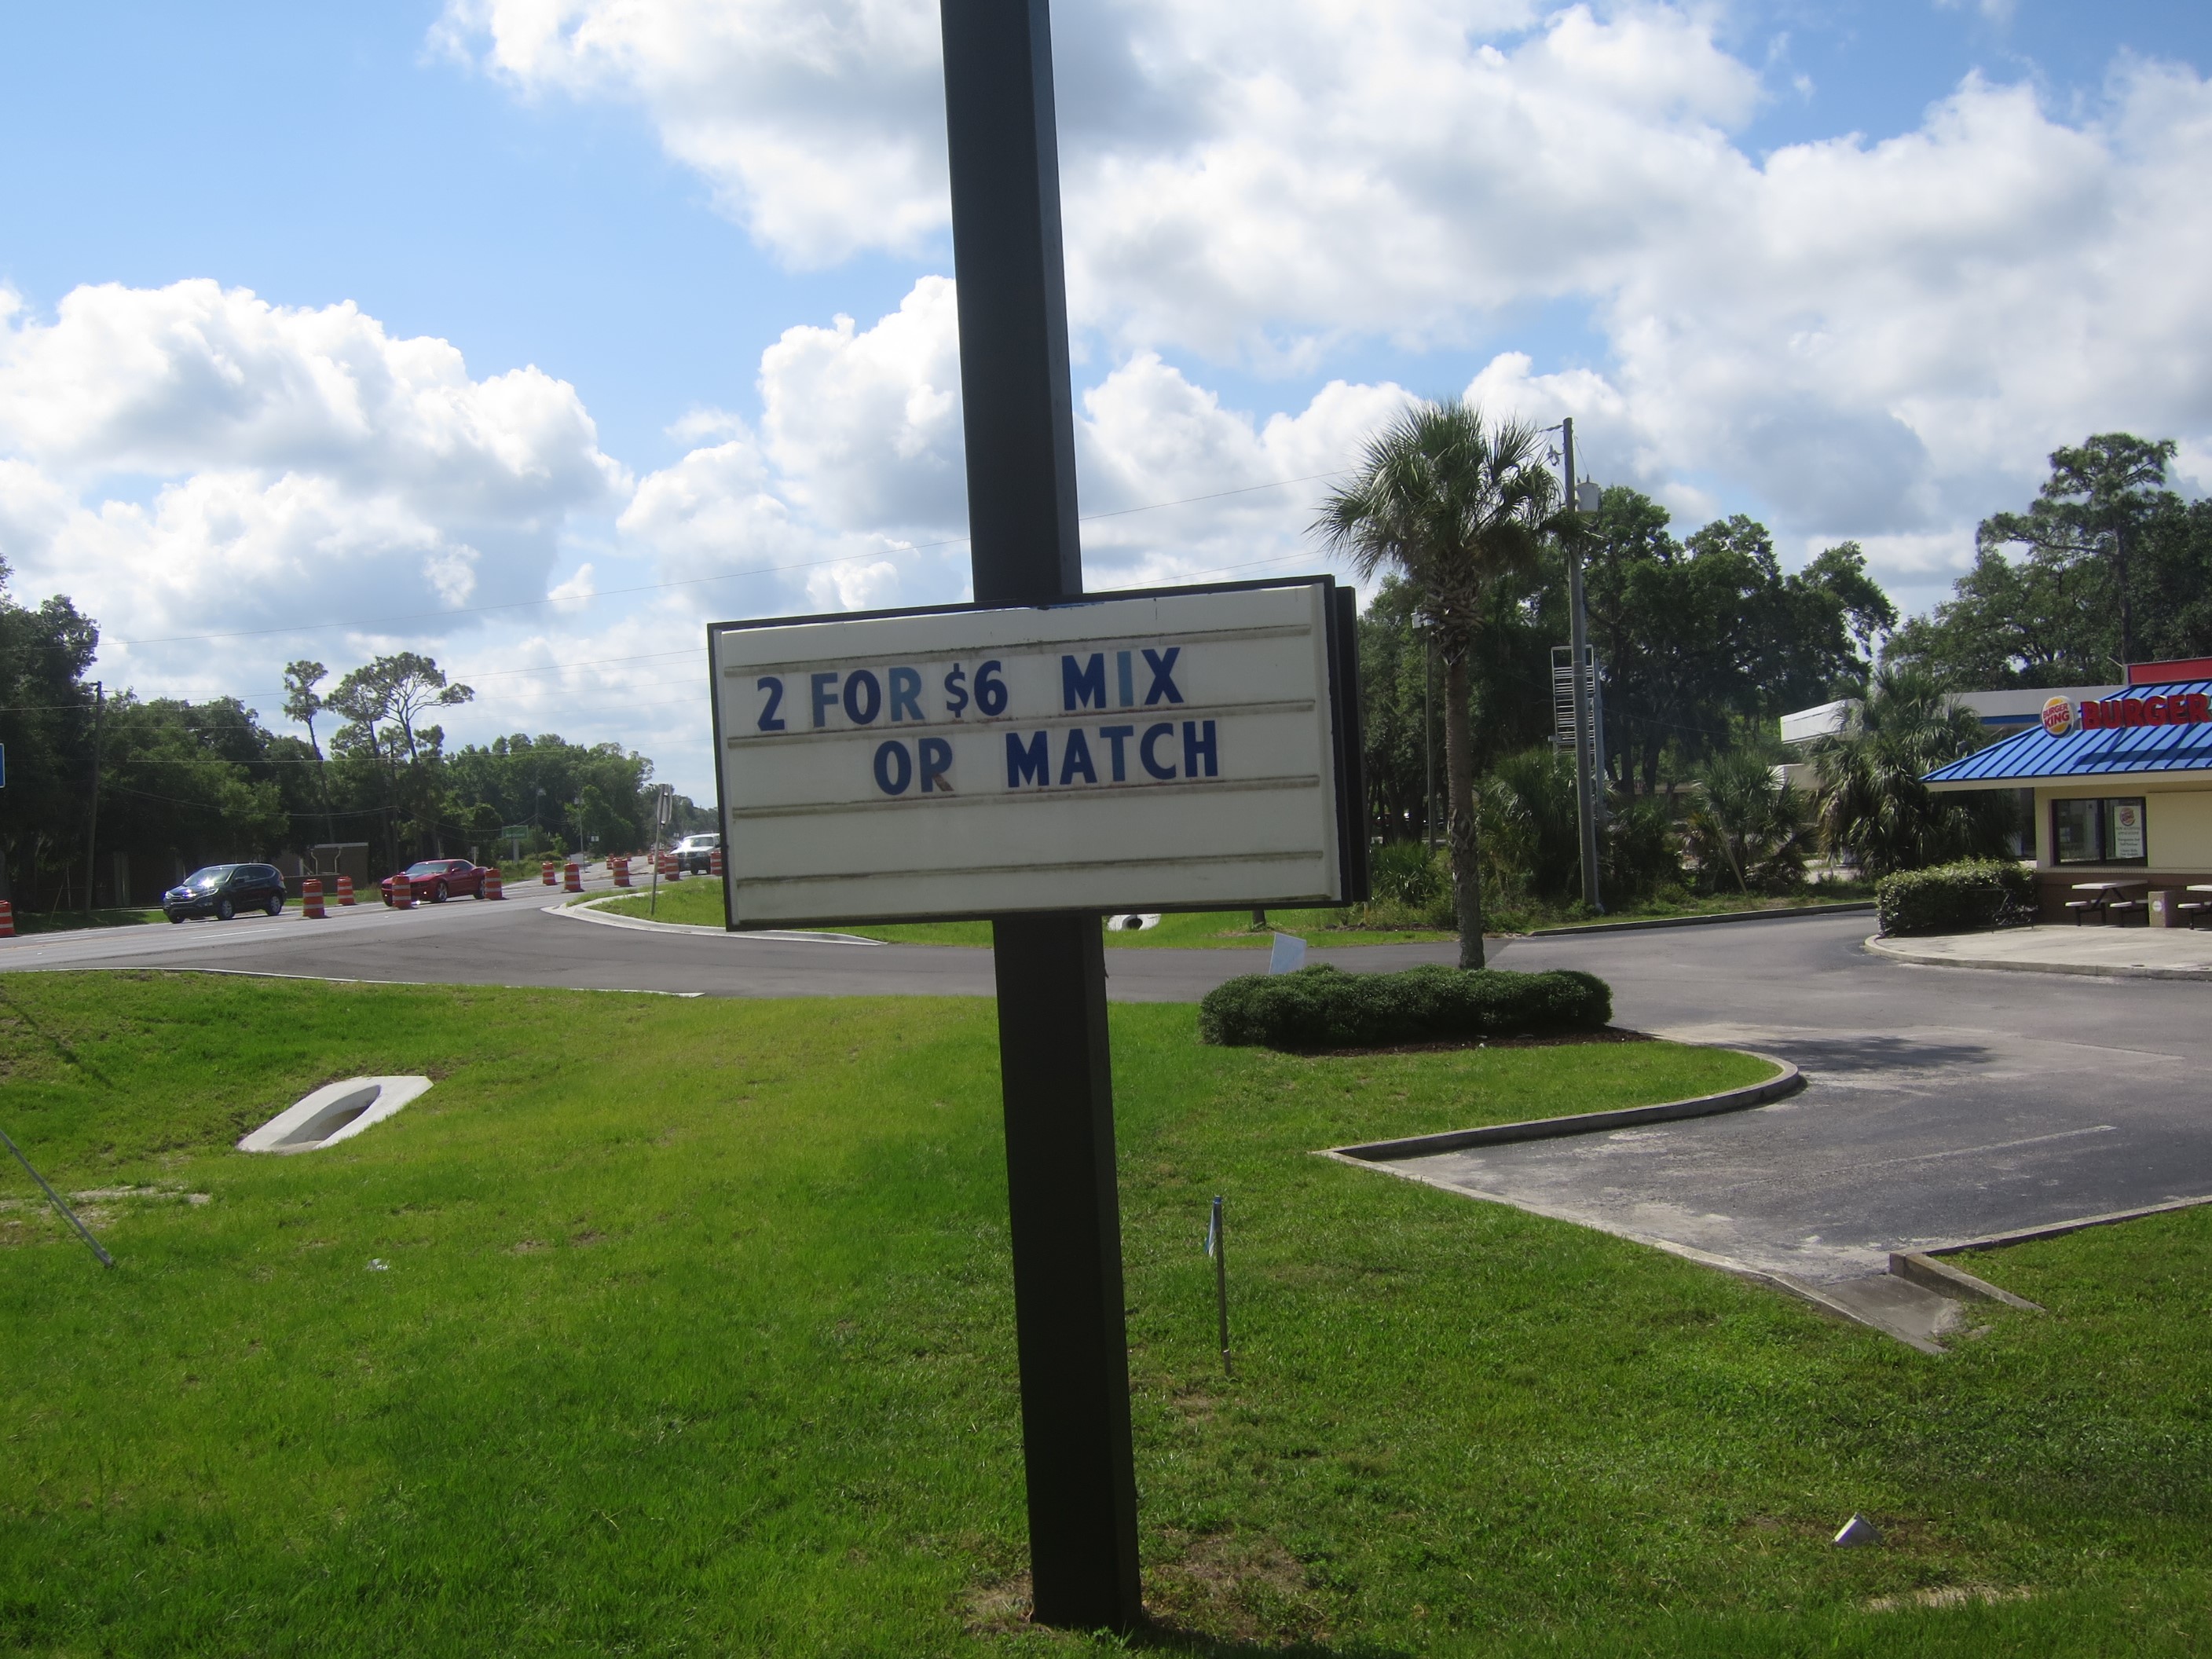 2 FOR $6 MIX
OR MATCH
BURGER
KING
BURGER